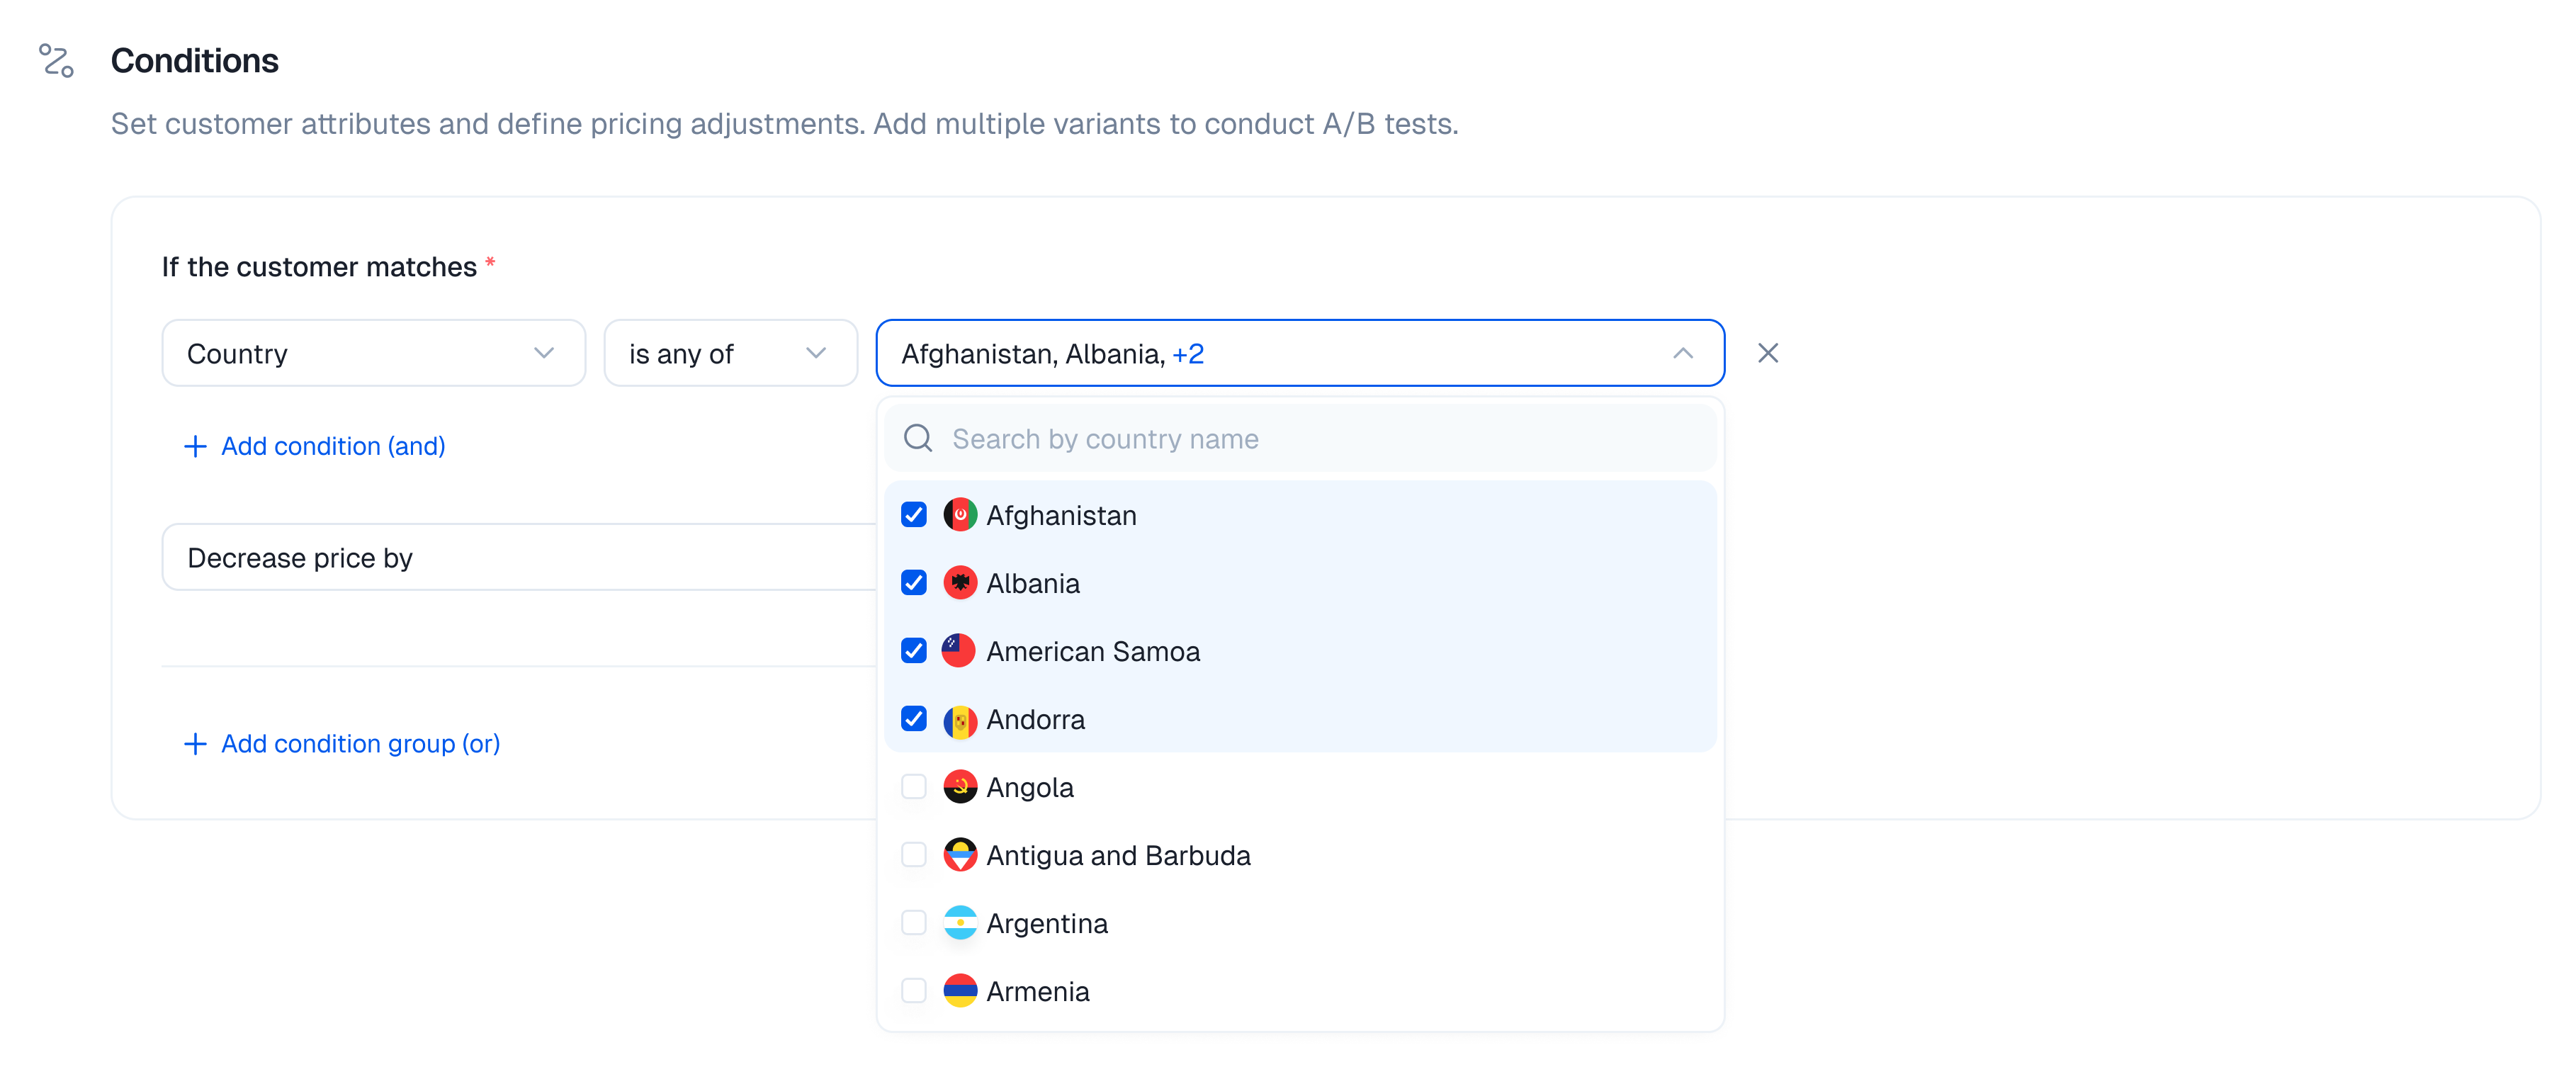 Conditions
Set customer attributes and define pricing adjustments. Add multiple variants to conduct A/B tests.
If the customer matches *
Country
is any of
Afghanistan, Albania, +2
Add condition (and)
Search by country name
Afghanistan
Decrease price by
Albania
American Samoa
Andorra
Add condition group (or)
Angola
Antigua and Barbuda
Argentina
Armenia